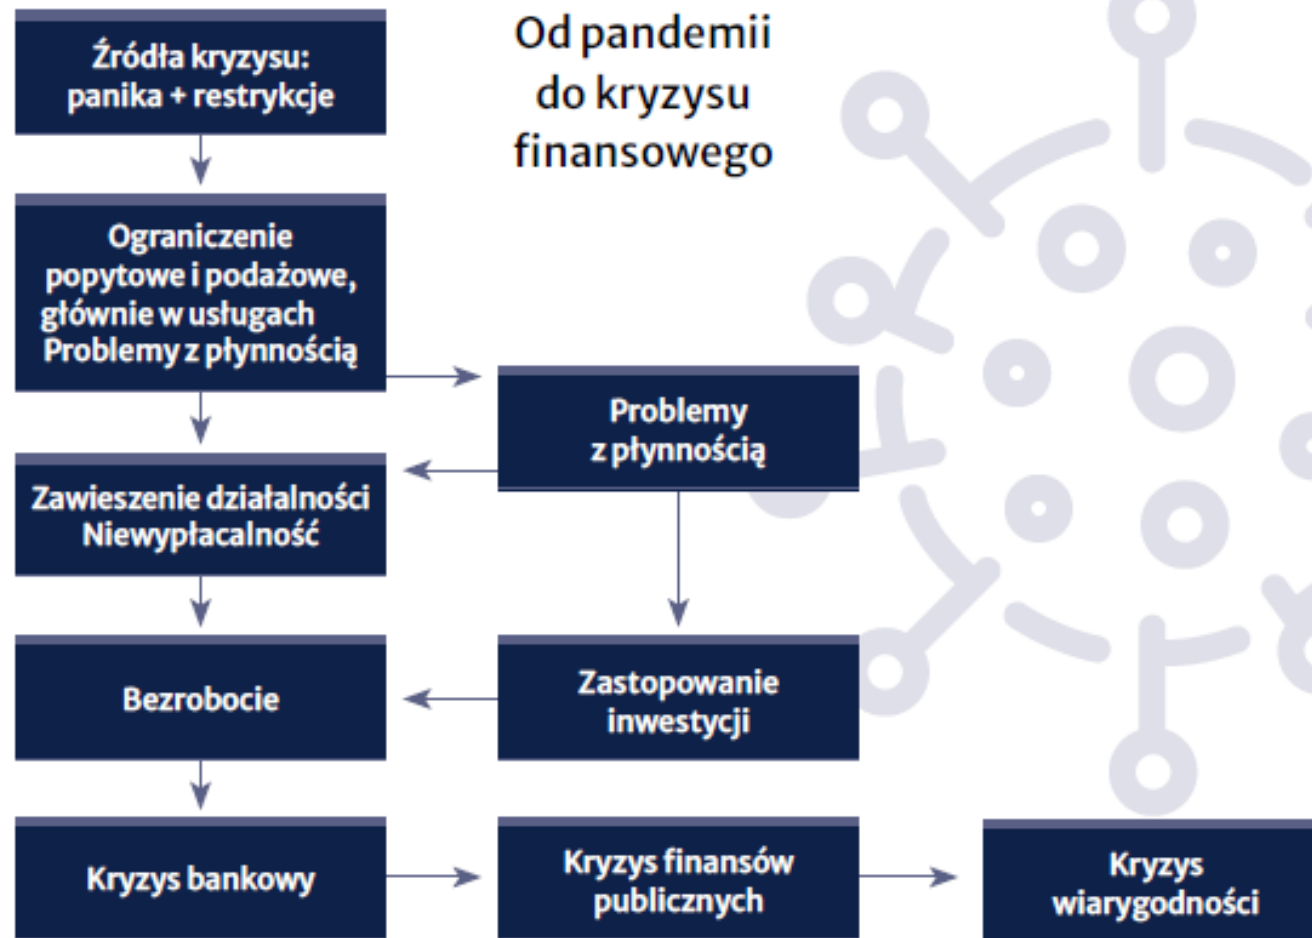 Od pandemii
do kryzysu
finansowego
Źródła kryzysu:
panika + restrykcje
Ograniczenie
popytowe i podażowe,
głównie w usługach
Problemy z płynnością
Problemy
z płynnością
Zawieszenie działalności
Niewypłacalność
Bezrobocie
Zastopowanie
inwestycji
Kryzys bankowy
Kryzys finansów
publicznych
Kryzys
wiarygodności